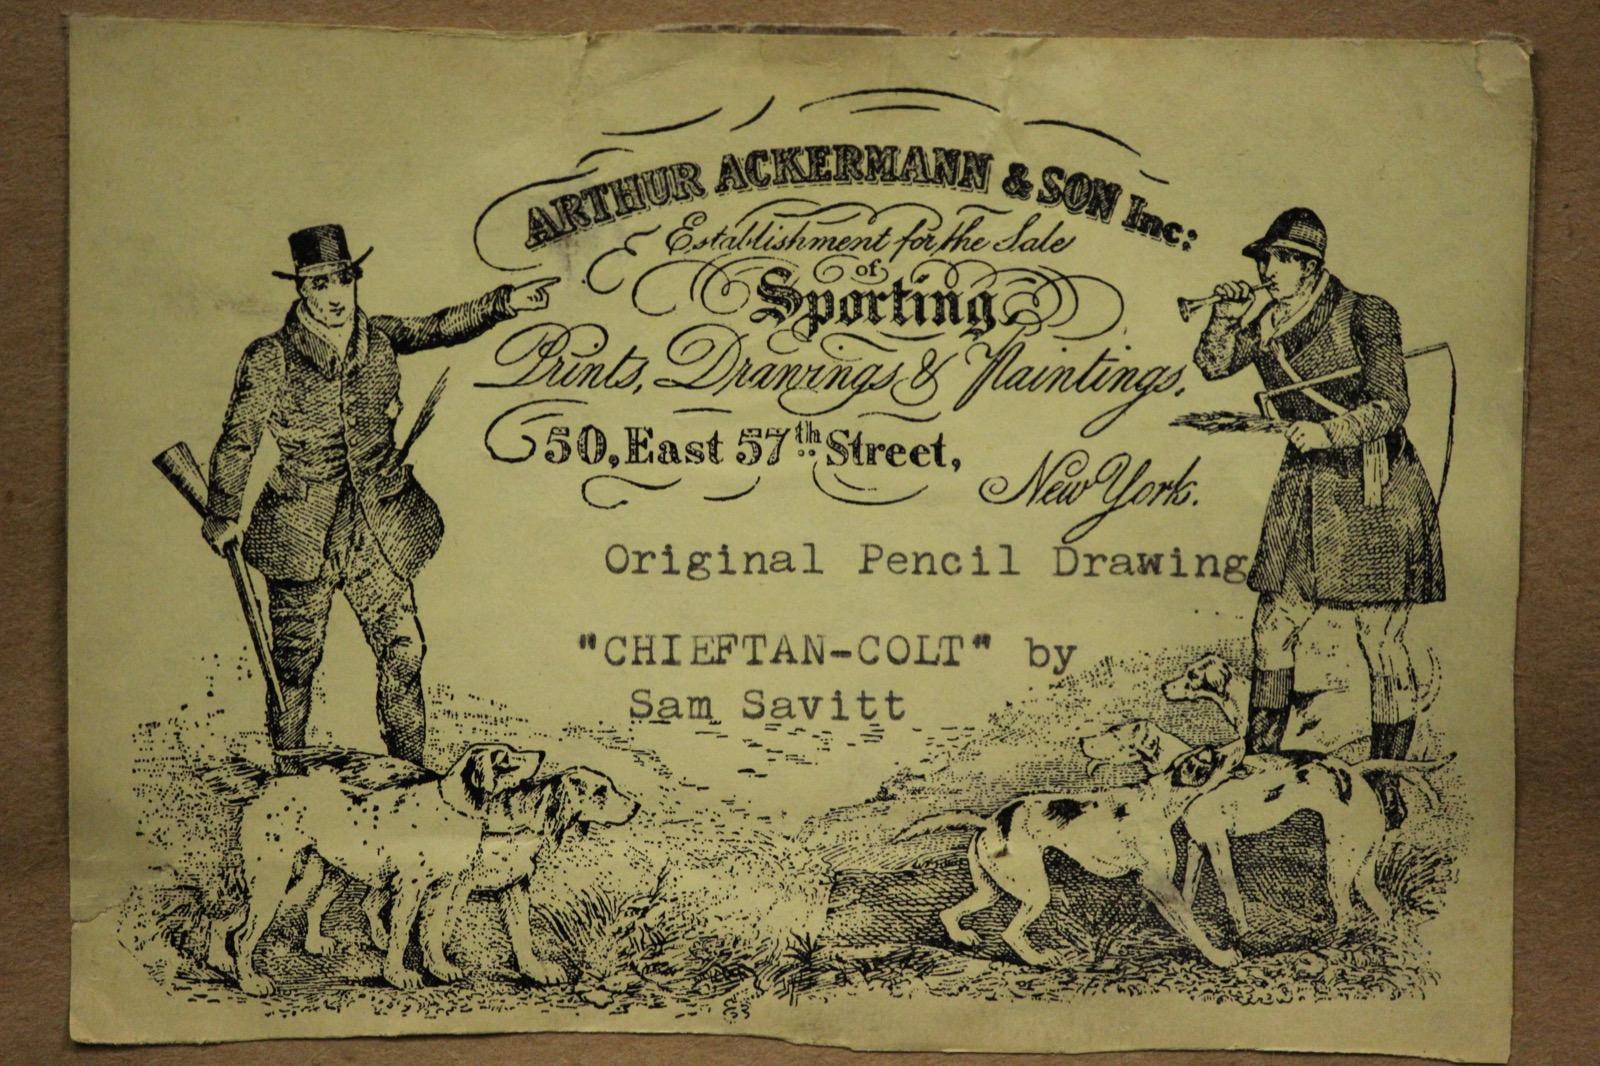 ARTHUR ACKERMANN & SON Inc:
Establishment for the Sale
of
Sporting
Prints, Drawings & Paintings,
50, East 57th Street,
New York.
Original Pencil Drawing
"CHIEFTAN-COLT" by
Sam Savitt